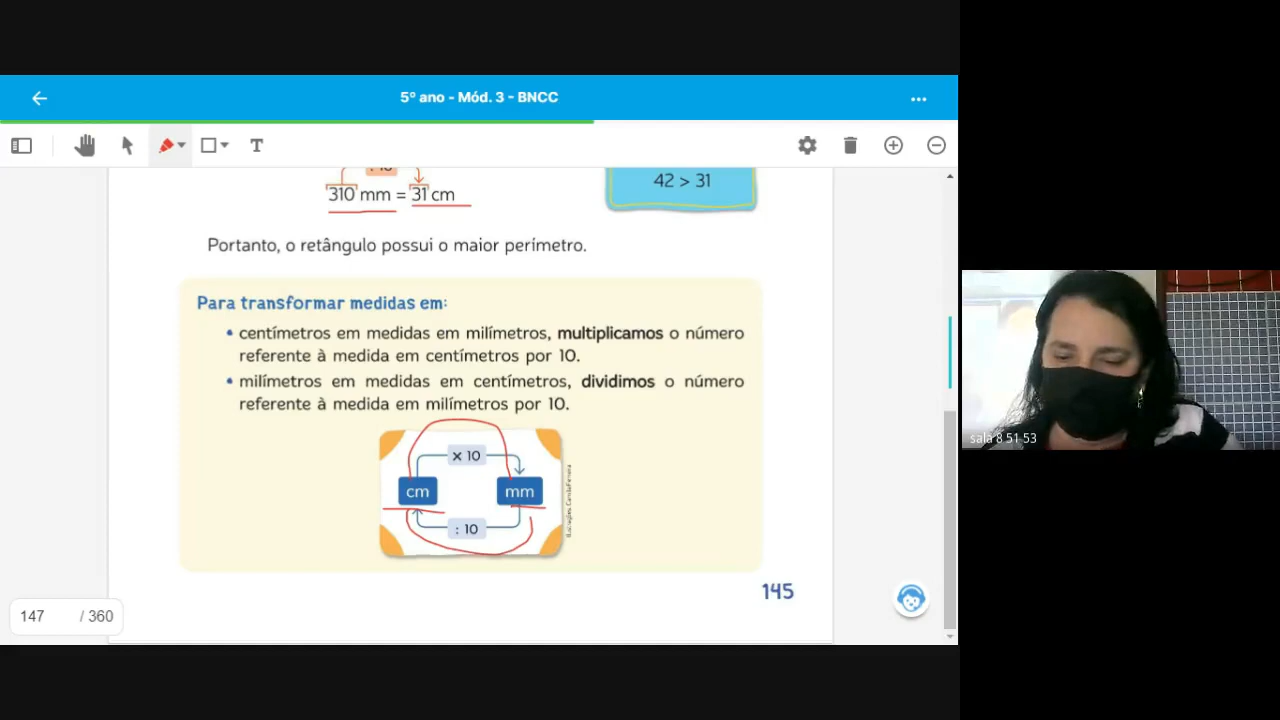 5º ano - Mód. 3 - BNCC
T
310 mm = 31 cm
42 > 31
Portanto, o retângulo possui o maior perímetro.
Para transformar medidas em:
• centímetros em medidas em milímetros, multiplicamos o número
referente à medida em centímetros por 10.
• milímetros em medidas em centímetros, dividimos o número
referente à medida em milímetros por 10.
x 10
cm
mm
: 10
145
147 / 360
sala 8 51 53